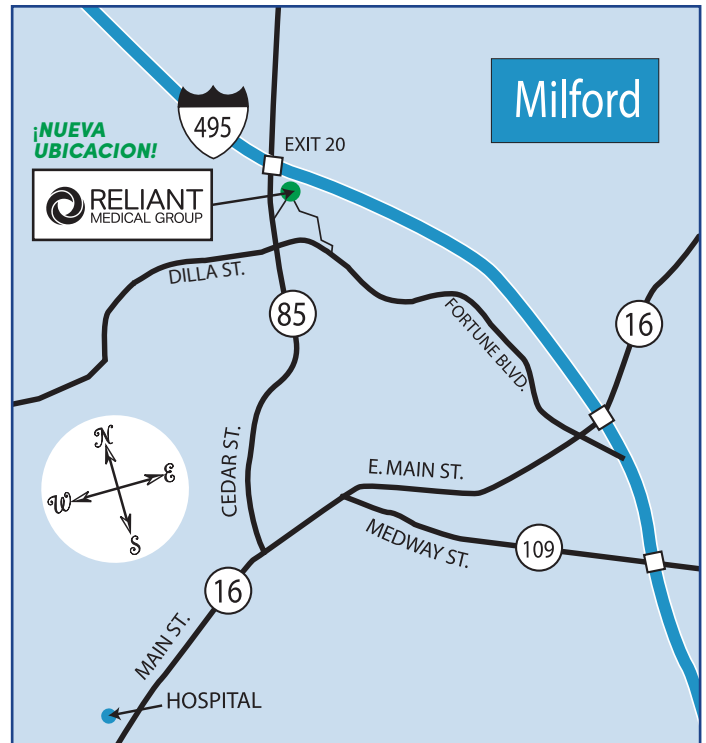 Milford
495
EXIT 20
¡NUEVA
UBICACION!
RELIANT
MEDICAL GROUP
DILLA ST.
85
FORTUNE BLVD.
16
N
E
W
S
CEDAR ST.
E. MAIN ST.
MEDWAY ST.
109
16
MAIN ST.
HOSPITAL